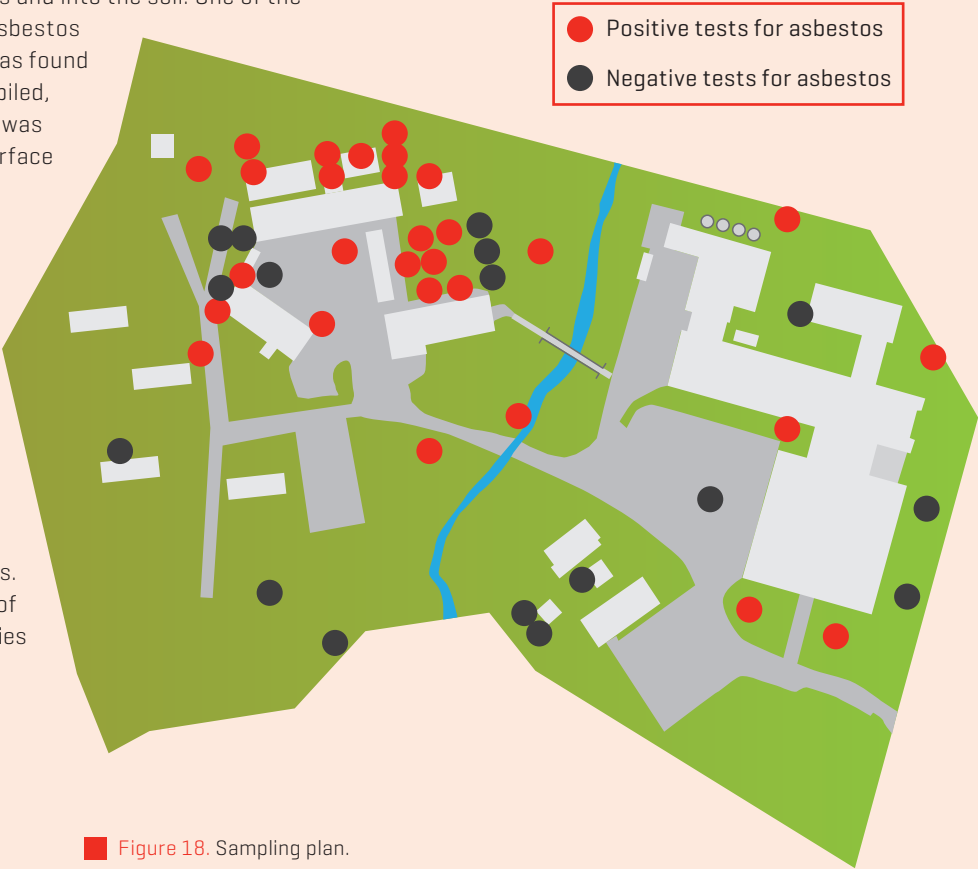 s and into the soil. One of the
sbestos
as found
oiled,
was
rface
s.
of
ies
Positive tests for asbestos
Negative tests for asbestos
Figure 18. Sampling plan.